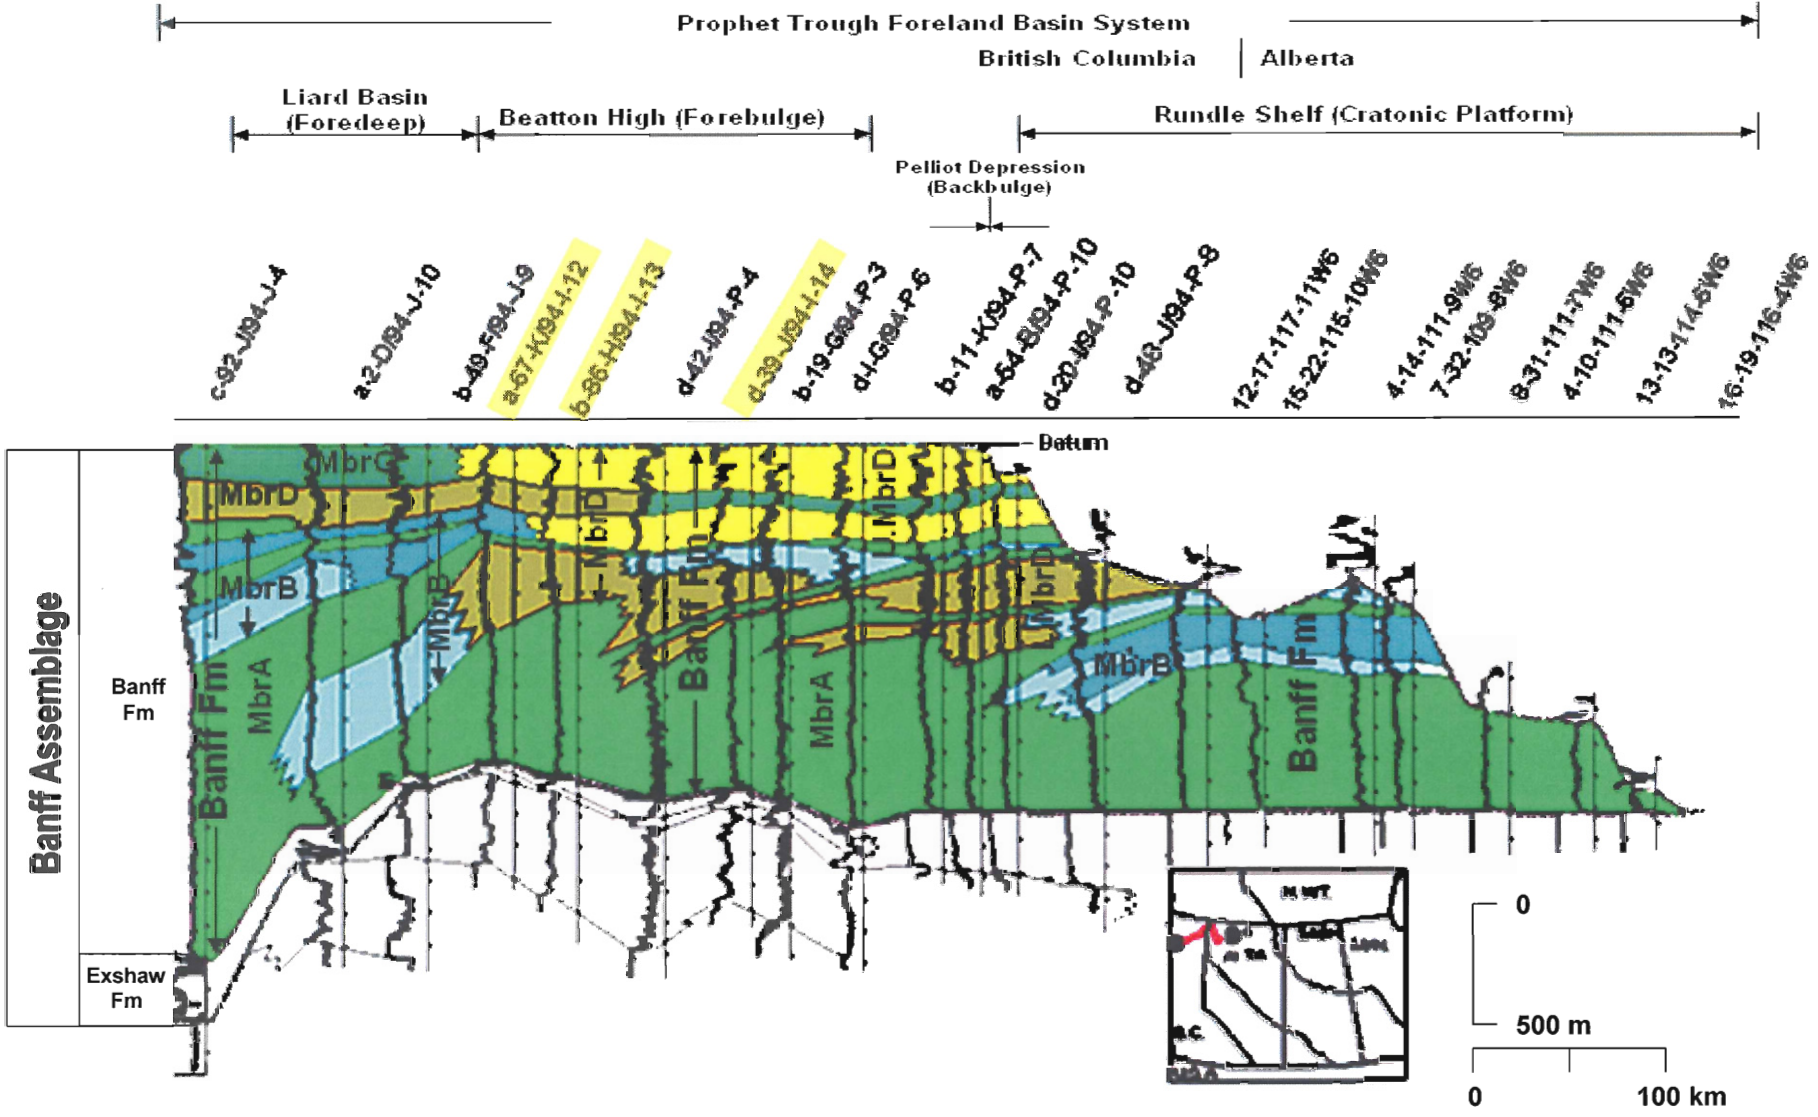 Prophet Trough Foreland Basin System
British Columbia | Alberta
Liard Basin
(Foredeep)
Beatton High (Forebulge)
Rundle Shelf (Cratonic Platform)
Pelliot Depression
(Backbulge)
c-92-J/94-J-4
a-2-D/94-J-10
b-49-F/94-J-9
a-67-K/94-I-12
b-86-H/94-I-13
d-42-I/94-P-4
d-39-J/94-I-14
b-19-G/94-P-3
d-I-G/94-P-6
b-11-K/94-P-7
a-54-B/94-P-10
d-20-I/94-P-10
d-48-J/94-P-8
12-17-117-11W6
15-22-115-10W6
4-14-111-9W6
7-32-109-8W6
8-31-111-7W6
4-10-111-6W6
13-13-114-5W6
16-19-116-4W6
Datum
MbrC
MbrD
MbrB
MbrB
MbrA
Banff Fm
MbrD
Banff Fm
MbrD
MbrA
MbrD
MbrB
Banff Fm
Banff Assemblage
Banff
Fm
Exshaw
Fm
N.W.T.
B.C.
0
500 m
0
100 km